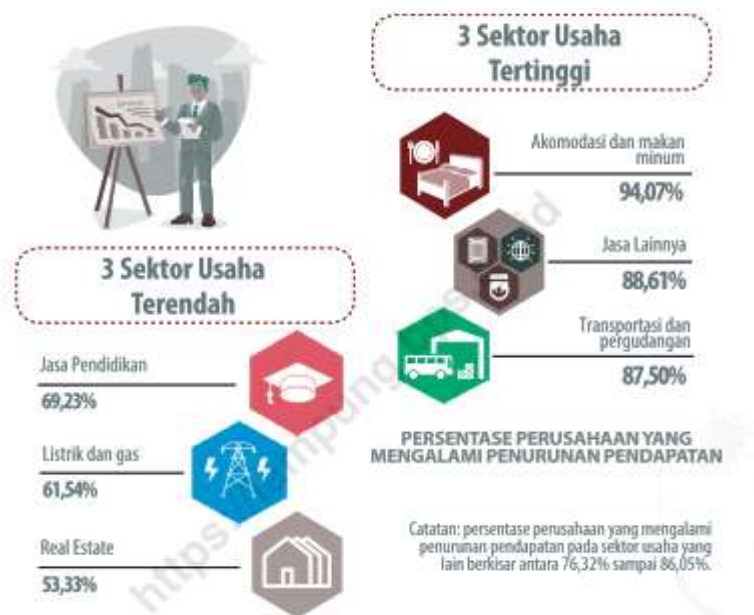 3 Sektor Usaha
Tertinggi
Akomodasi dan makan
minum
94,07%
Jasa Lainnya
88,61%
Transportasi dan
pergudangan
87,50%
3 Sektor Usaha
Terendah
Jasa Pendidikan
69,23%
Listrik dan gas
61,54%
Real Estate
53,33%
PERSENTASE PERUSAHAAN YANG
MENGALAMI PENURUNAN PENDAPATAN
Catatan: persentase perusahaan yang mengalami
penurunan pendapatan pada sektor usaha yang
lain berkisar antara 76,32% sampai 86,05%.